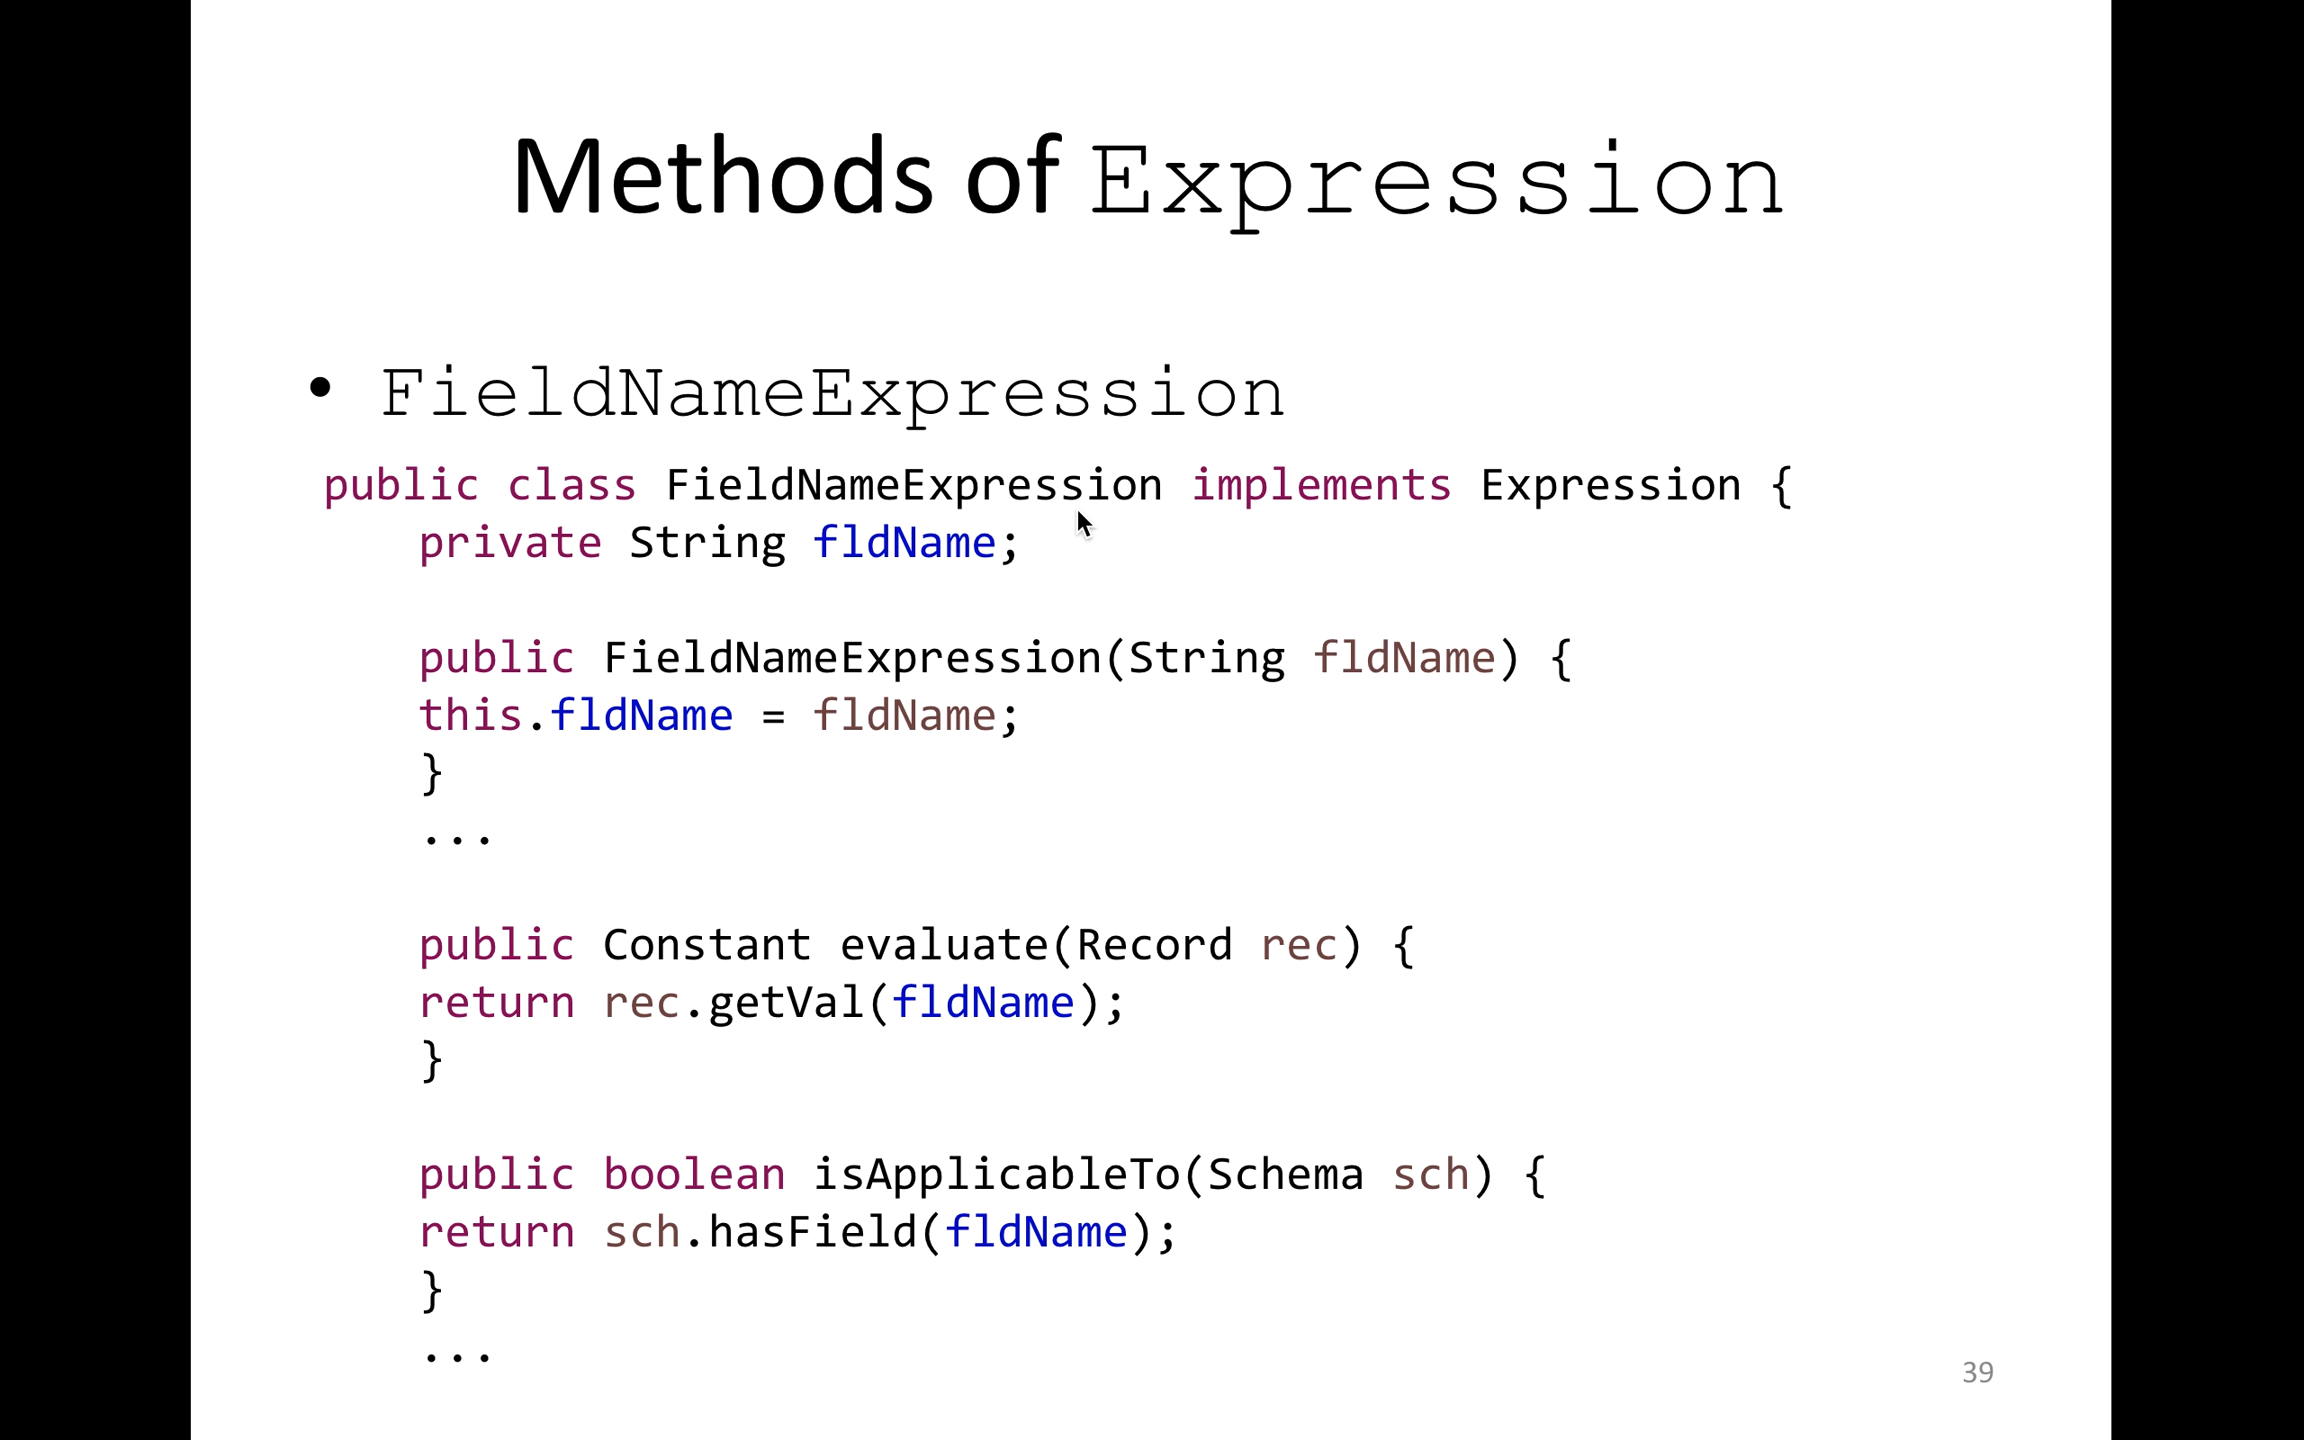 Methods of Expression
• FieldNameExpression
public class FieldNameExpression implements Expression {
private String fldName;
public FieldNameExpression(String fldName) {
this.fldName = fldName;
}
...
public Constant evaluate(Record rec) {
return rec.getVal(fldName);
}
public boolean isApplicableTo(Schema sch) {
return sch.hasField(fldName);
}
...
39